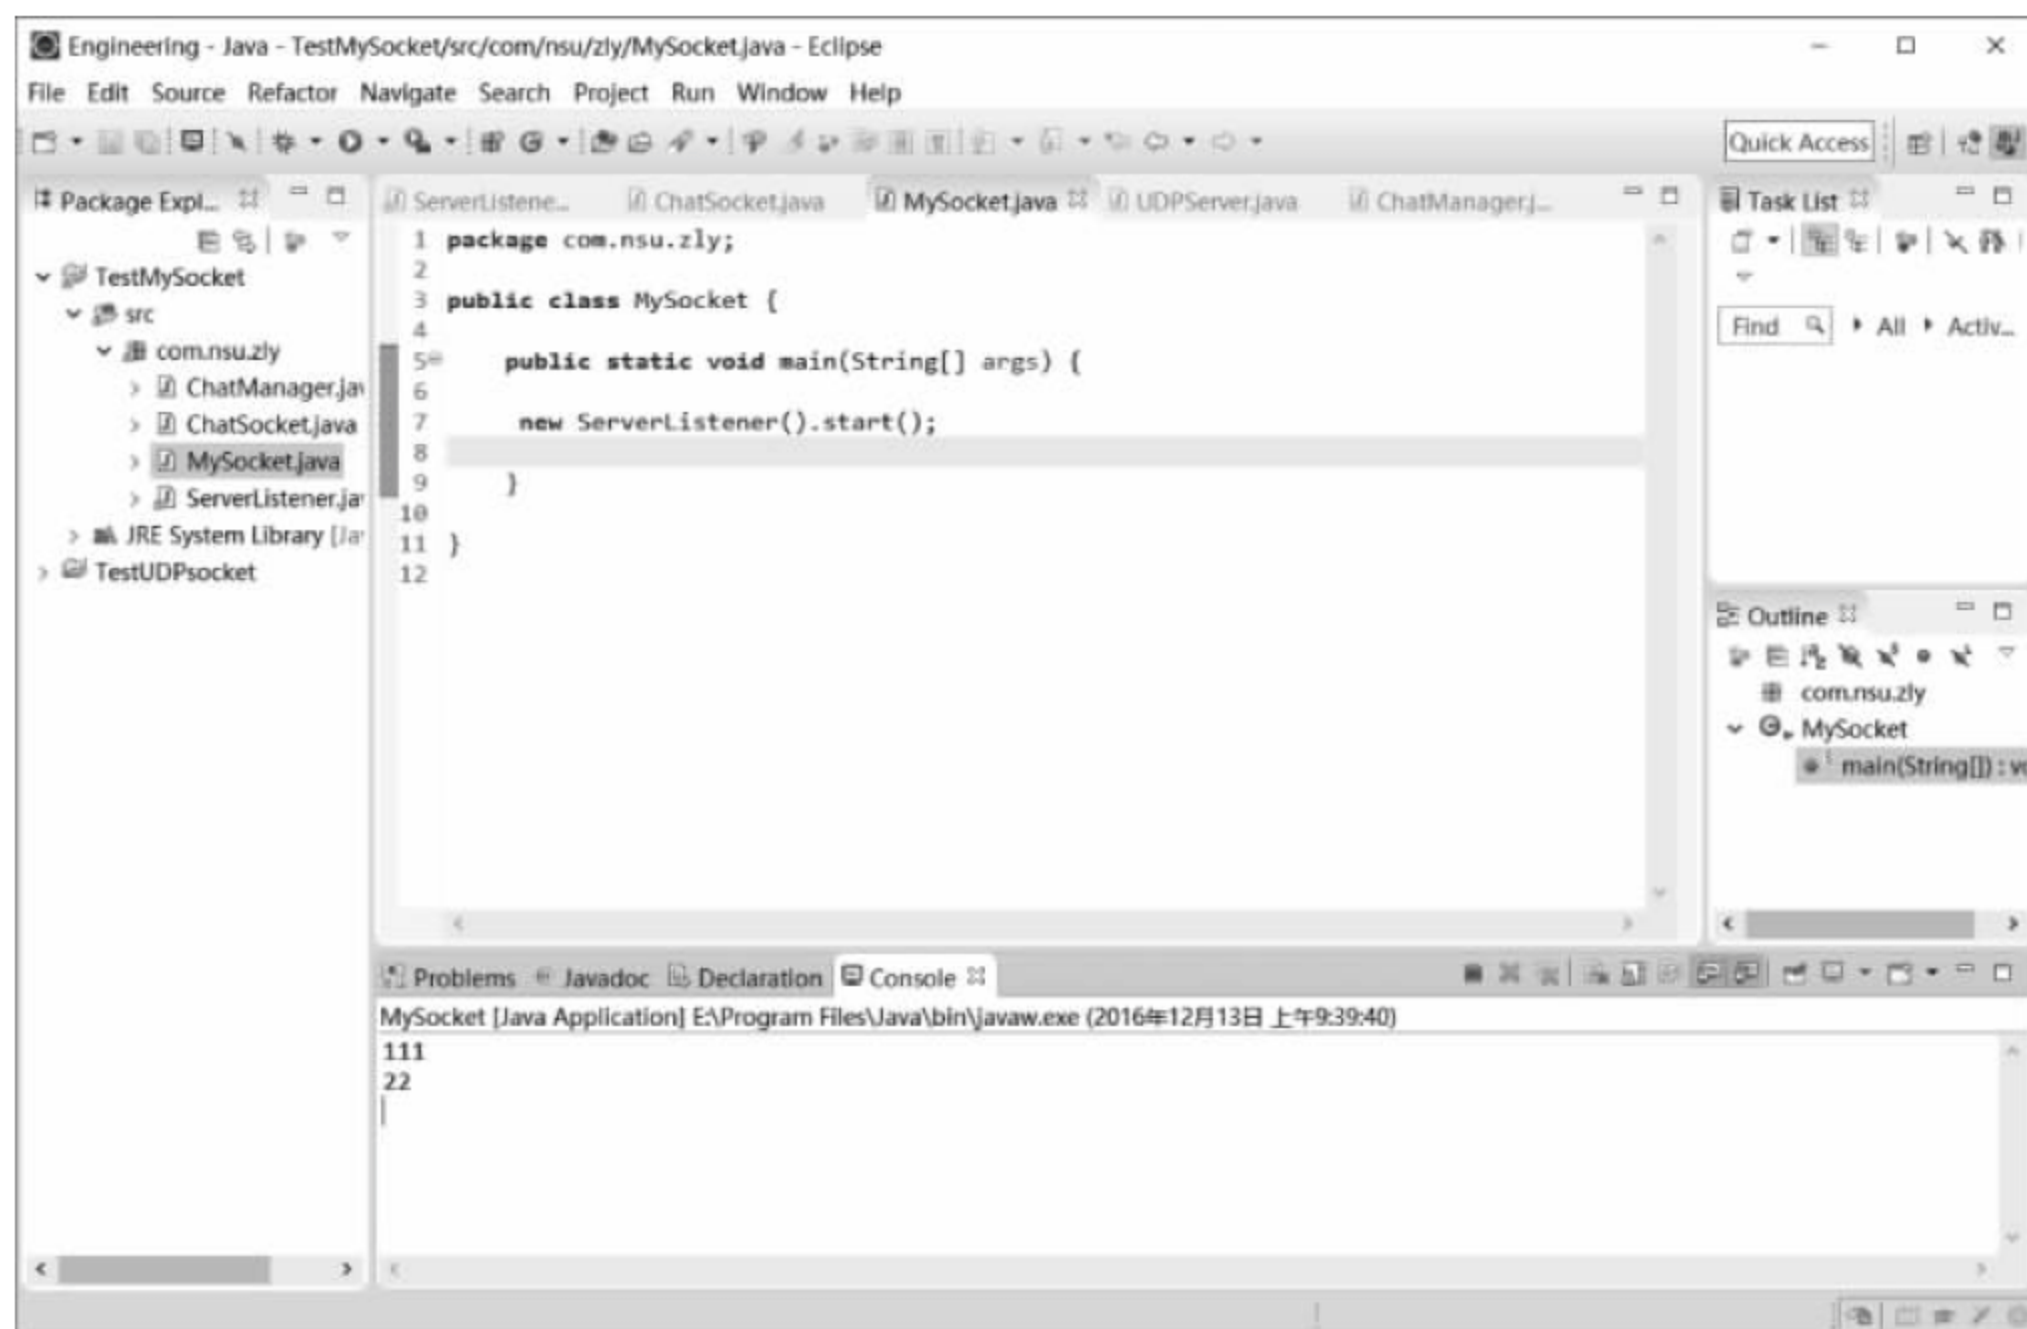 Engineering - Java - TestMySocket/src/com/nsu/zly/MySocket.java - Eclipse
File Edit Source Refactor Navigate Search Project Run Window Help
Quick Access
Package Expl...
TestMySocket
src
com.nsu.zly
ChatManager.jav
ChatSocket.java
MySocket.java
ServerListener.ja
JRE System Library [Ja
TestUDPsocket
ServerListene... ChatSocket.java MySocket.java UDPServer.java ChatManager.j...
1 package com.nsu.zly;
2
3 public class MySocket {
4
5 public static void main(String[] args) {
6
7 new ServerListener().start();
8
9 }
10
11 }
12
Task List
Find All Activ...
Outline
com.nsu.zly
MySocket
main(String[]) : vo
Problems Javadoc Declaration Console
MySocket [Java Application] E:\Program Files\Java\bin\javaw.exe (2016年12月13日 上午9:39:40)
111
22